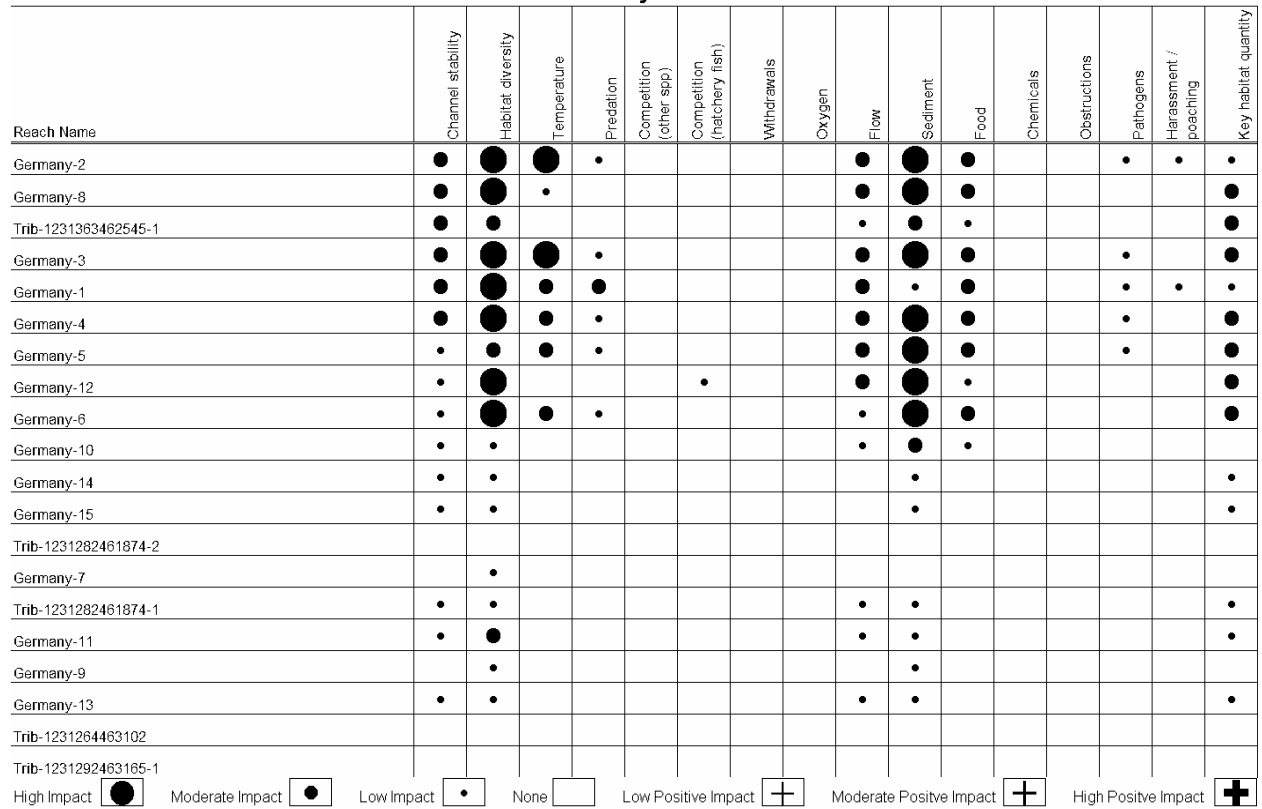 Reach Name
Channel stability
Habitat diversity
Temperature
Predation
Competition
(other spp)
Competition
(hatchery fish)
Withdrawals
Oxygen
Flow
Sediment
Food
Chemicals
Obstructions
Pathogens
Harassment /
poaching
Key habitat quantity
Germany-2
Germany-8
Trib-1231363462545-1
Germany-3
Germany-1
Germany-4
Germany-5
Germany-12
Germany-6
Germany-10
Germany-14
Germany-15
Trib-1231282461874-2
Germany-7
Trib-1231282461874-1
Germany-11
Germany-9
Germany-13
Trib-1231264463102
Trib-1231292463165-1
High Impact Moderate Impact Low Impact None Low Positive Impact Moderate Positve Impact High Positve Impact